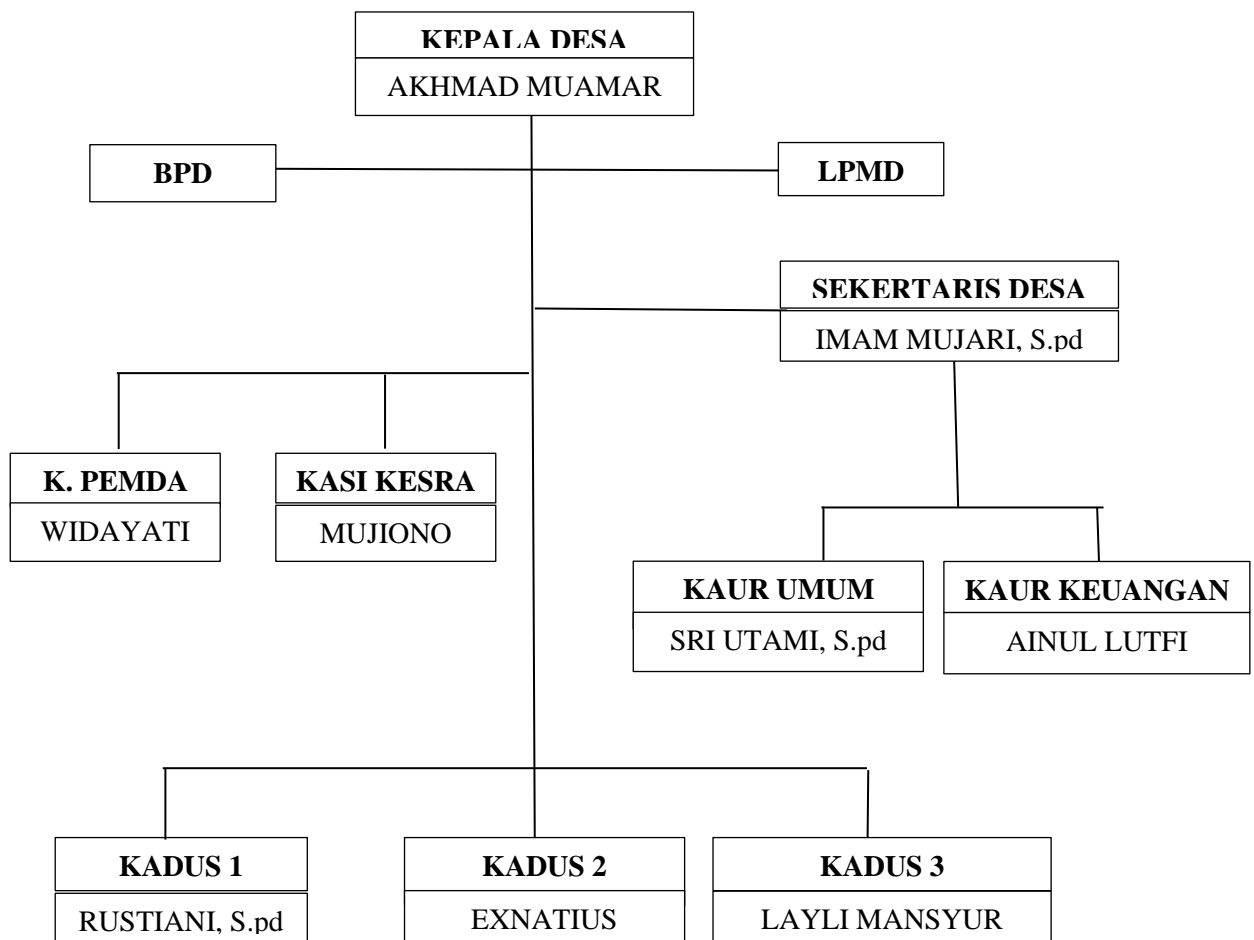 KEPALA DESA
AKHMAD MUAMAR
BPD
LPMD
SEKERTARIS DESA
IMAM MUJARI, S.pd
K. PEMDA
WIDAYATI
KASI KESRA
MUJIONO
KAUR UMUM
SRI UTAMI, S.pd
KAUR KEUANGAN
AINUL LUTFI
KADUS 1
RUSTIANI, S.pd
KADUS 2
EXNATIUS
KADUS 3
LAYLI MANSYUR